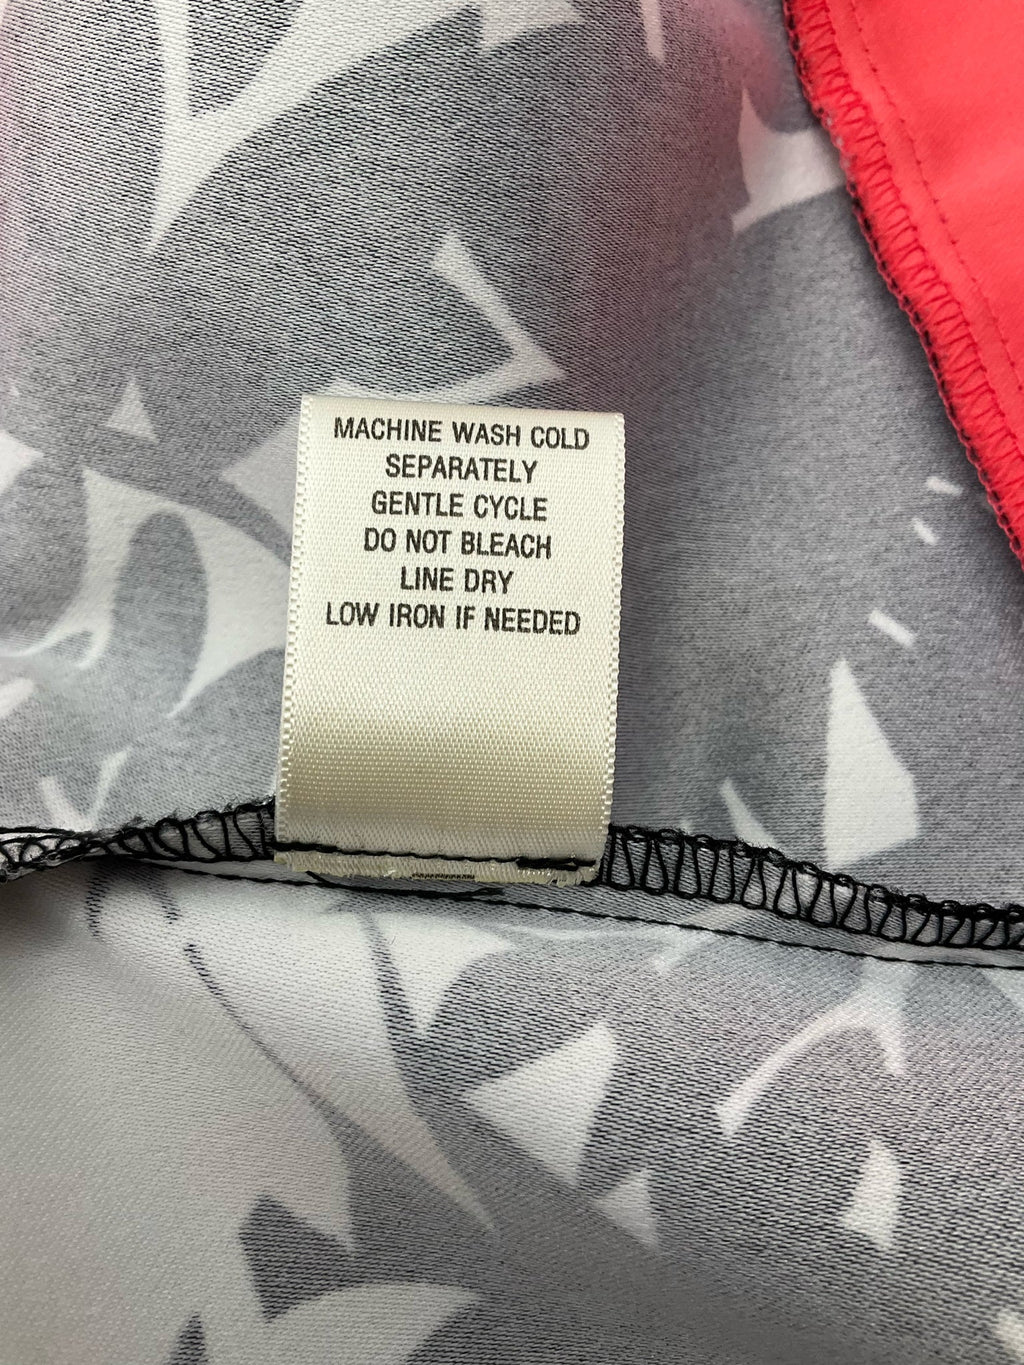 MACHINE WASH COLD
SEPARATELY
GENTLE CYCLE
DO NOT BLEACH
LINE DRY
LOW IRON IF NEEDED